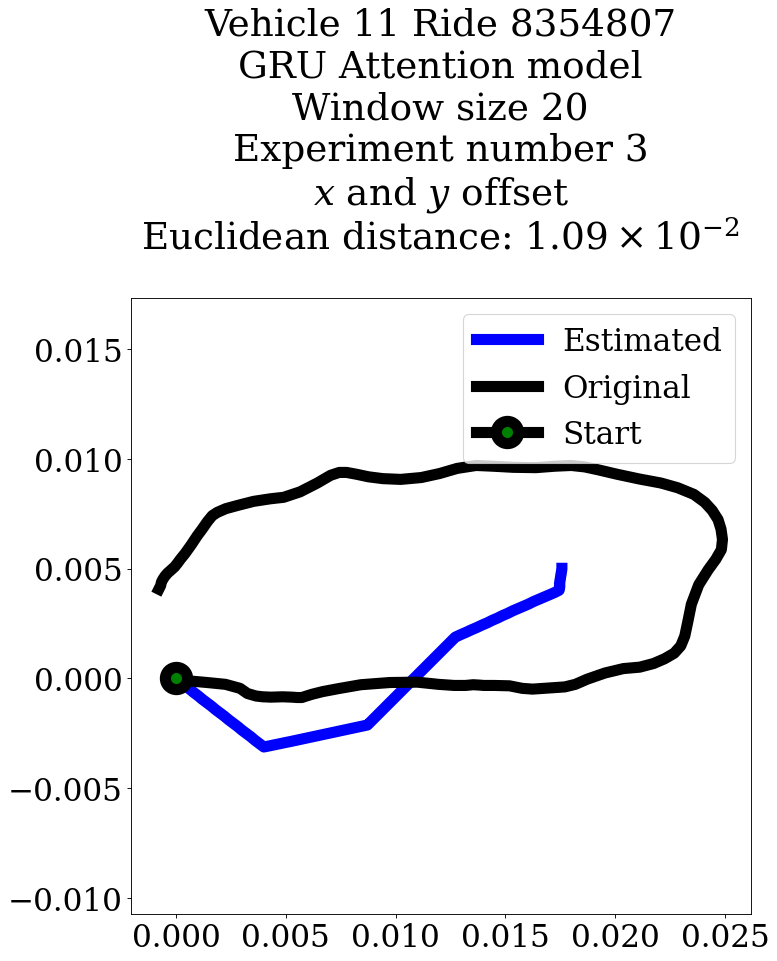 Vehicle 11 Ride 8354807
GRU Attention model
Window size 20
Experiment number 3
x and y offset
Euclidean distance: 1.09 × 10⁻²
Estimated
Original
Start
0.015
0.010
0.005
0.000
−0.005
−0.010
0.000 0.005 0.010 0.015 0.020 0.025